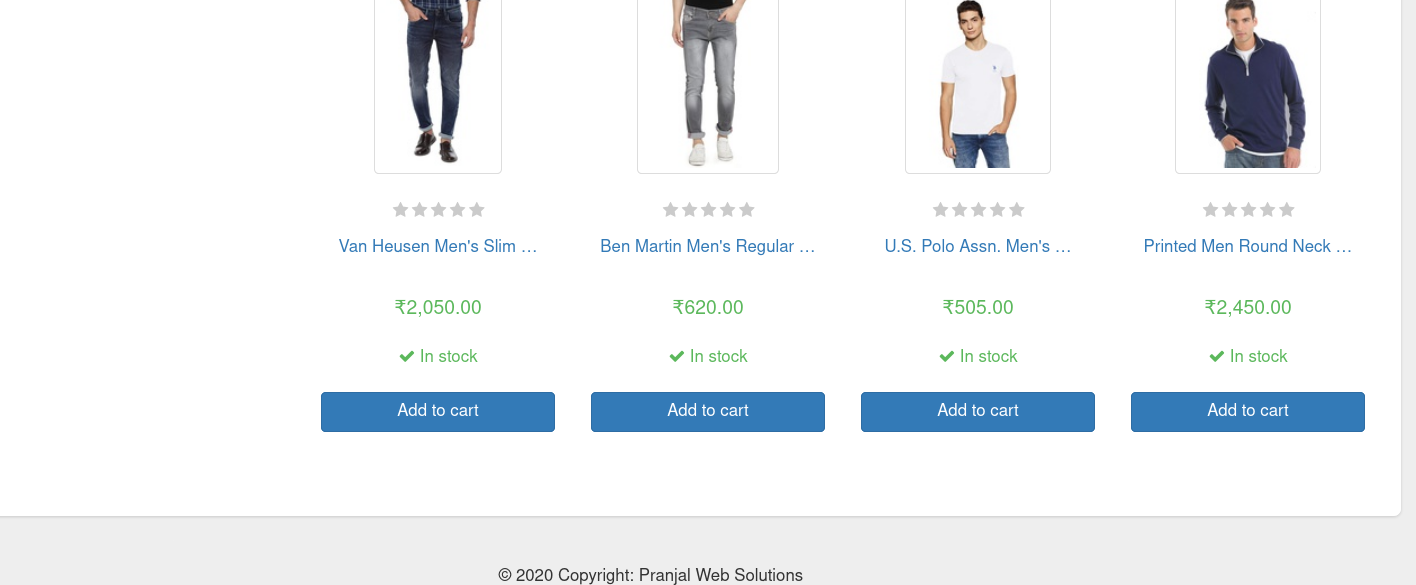 Van Heusen Men's Slim ...
Ben Martin Men's Regular ...
U.S. Polo Assn. Men's ...
Printed Men Round Neck ...
₹2,050.00
₹620.00
₹505.00
₹2,450.00
In stock
In stock
In stock
In stock
Add to cart
Add to cart
Add to cart
Add to cart
© 2020 Copyright: Pranjal Web Solutions